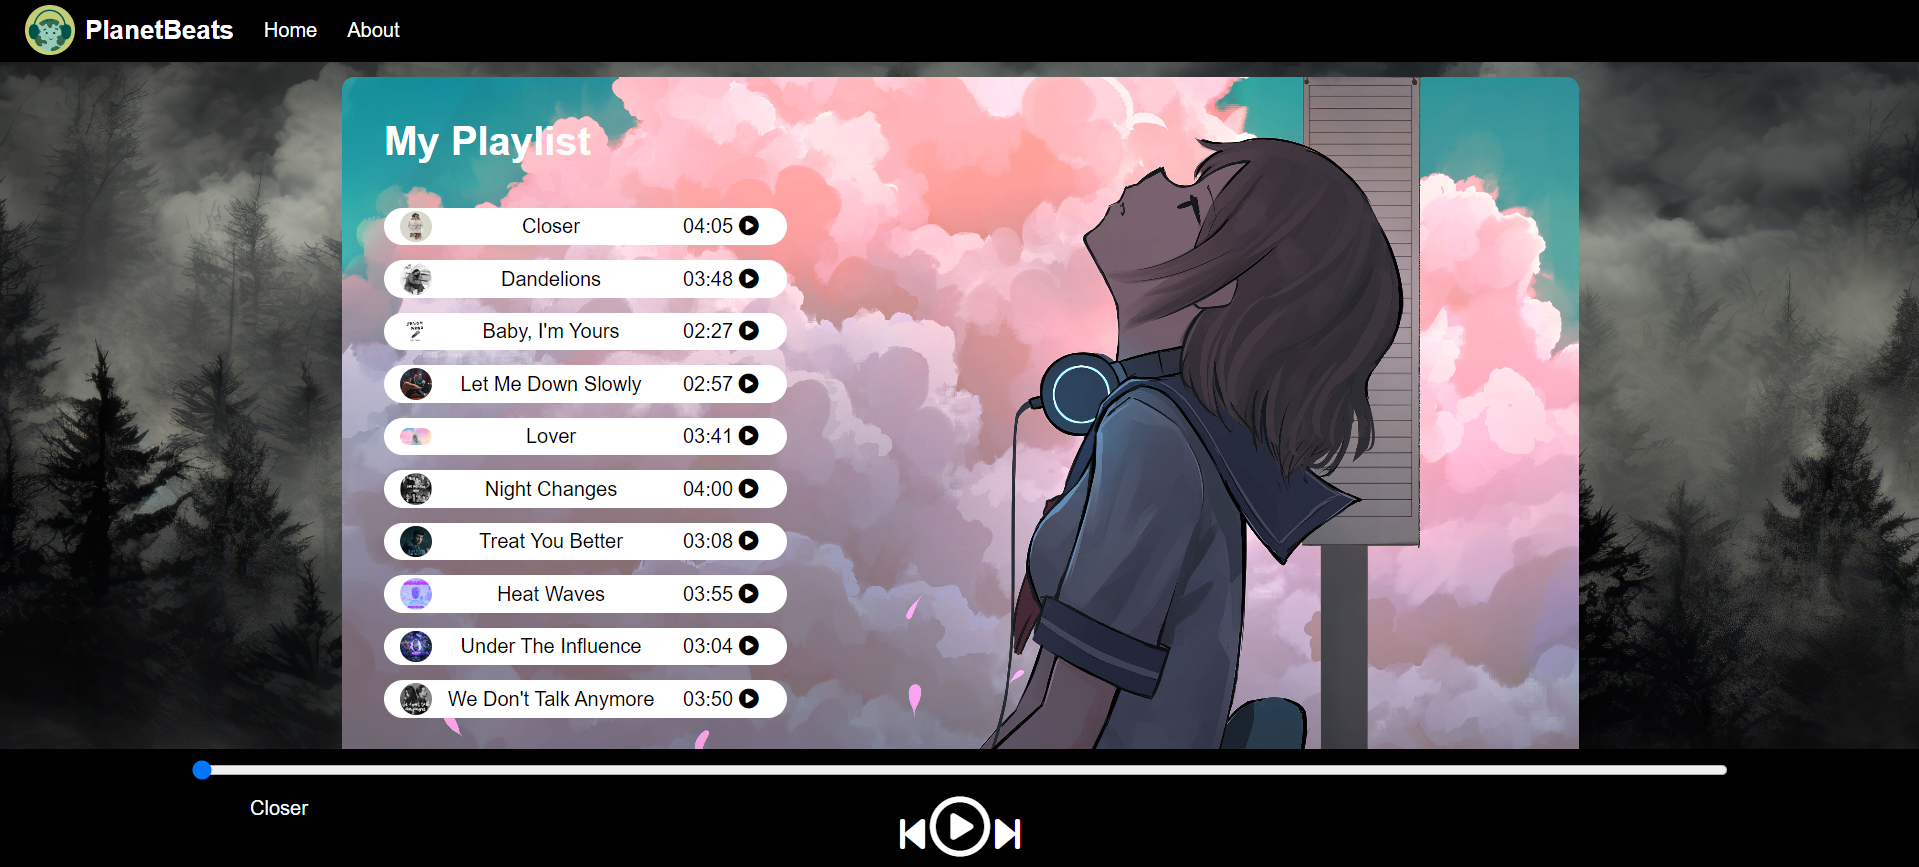 PlanetBeats Home About
My Playlist
Closer 04:05
Dandelions 03:48
Baby, I'm Yours 02:27
Let Me Down Slowly 02:57
Lover 03:41
Night Changes 04:00
Treat You Better 03:08
Heat Waves 03:55
Under The Influence 03:04
We Don't Talk Anymore 03:50
Closer